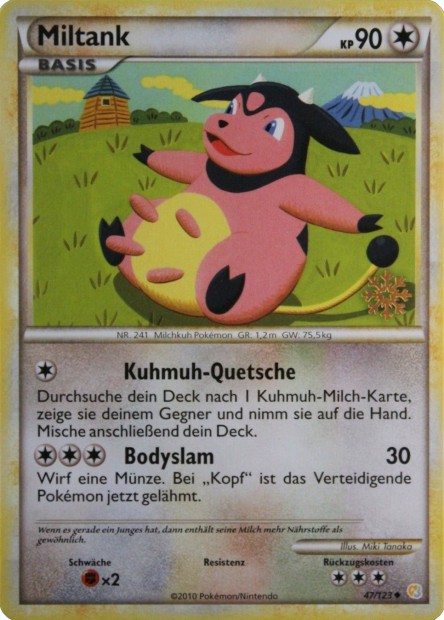 Miltank KP 90
BASIS
NR. 241. Milchkuh Pokémon. GR: 1,2m GW: 75,5kg
Kuhmuh-Quetsche
Durchsuche dein Deck nach 1 Kuhmuh-Milch-Karte,
zeige sie deinem Gegner und nimm sie auf die Hand.
Mische anschließend dein Deck.
Bodyslam 30
Wirf eine Münze. Bei „Kopf" ist das Verteidigende
Pokémon jetzt gelähmt.
Wenn es gerade ein Junges hat, dann enthält seine Milch mehr Nährstoffe als
gewöhnlich.
Illus. Miki Tanaka
Schwäche Resistenz Rückzugskosten
×2
©2010 Pokémon/Nintendo 47/123